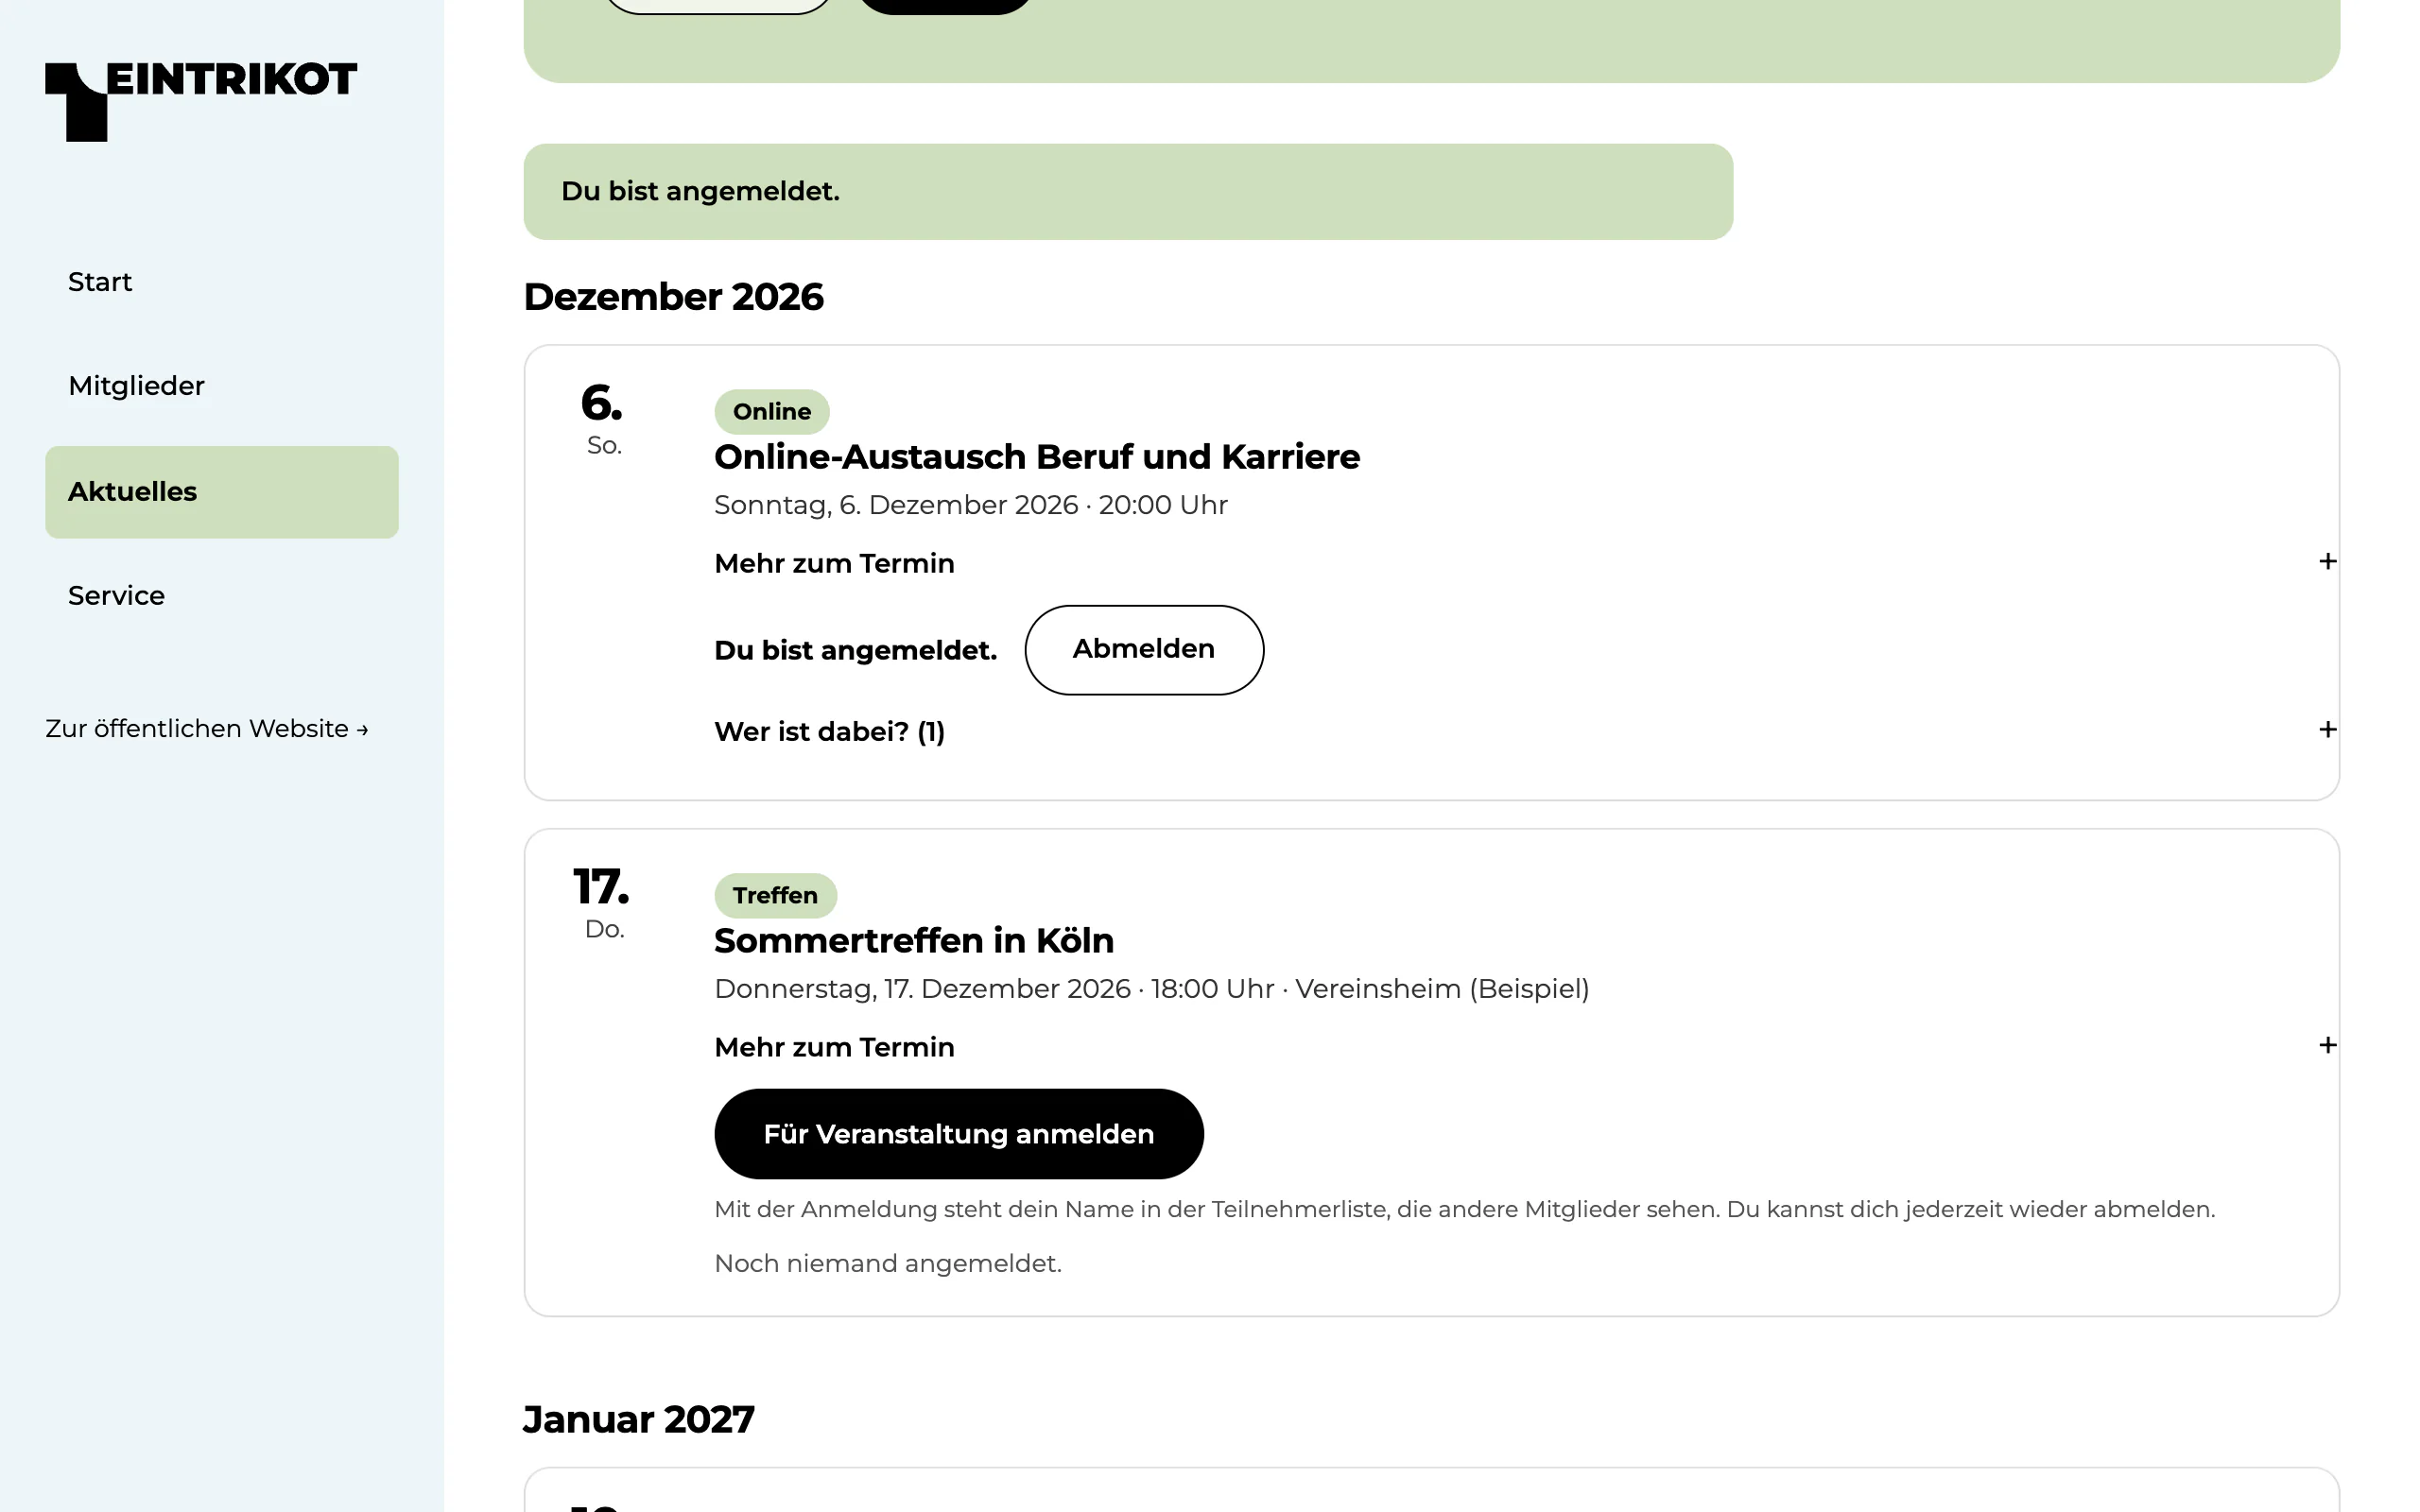 EINTRIKOT
Start
Mitglieder
Aktuelles
Service
Zur öffentlichen Website →
Du bist angemeldet.
Dezember 2026
6.
So.
Online
Online-Austausch Beruf und Karriere
Sonntag, 6. Dezember 2026 · 20:00 Uhr
Mehr zum Termin +
Du bist angemeldet. Abmelden
Wer ist dabei? (1) +
17.
Do.
Treffen
Sommertreffen in Köln
Donnerstag, 17. Dezember 2026 · 18:00 Uhr · Vereinsheim (Beispiel)
Mehr zum Termin +
Für Veranstaltung anmelden
Mit der Anmeldung steht dein Name in der Teilnehmerliste, die andere Mitglieder sehen. Du kannst dich jederzeit wieder abmelden.
Noch niemand angemeldet.
Januar 2027